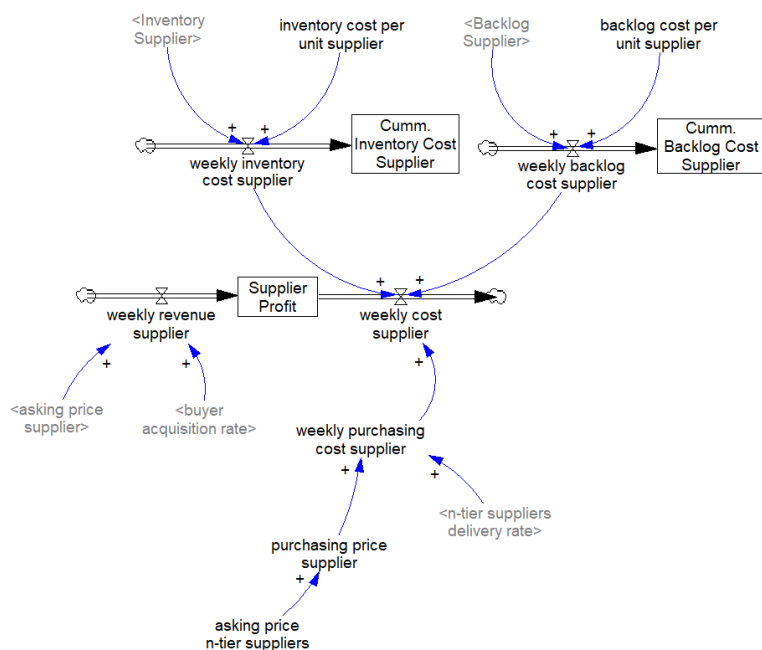 <Inventory
Supplier>
inventory cost per
unit supplier
<Backlog
Supplier>
backlog cost per
unit supplier
+
+
+
+
Cumm.
Inventory Cost
Supplier
Cumm.
Backlog Cost
Supplier
weekly inventory
cost supplier
weekly backlog
cost supplier
+
+
Supplier
Profit
weekly revenue
supplier
weekly cost
supplier
+
+
+
<asking price
supplier>
<buyer
acquisition rate>
weekly purchasing
cost supplier
+
+
<n-tier suppliers
delivery rate>
purchasing price
supplier
+
asking price
n-tier suppliers